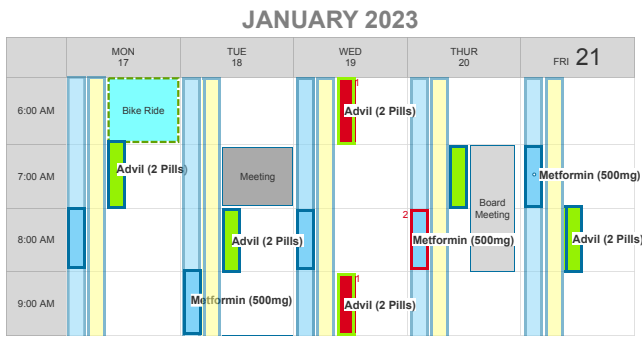 JANUARY 2023
MON
17
TUE
18
WED
19
THUR
20
FRI 21
6:00 AM
Bike Ride
1
Advil (2 Pills)
7:00 AM
Advil (2 Pills)
Meeting
Metformin (500mg)
Board
Meeting
8:00 AM
Advil (2 Pills)
2
Metformin (500mg)
Advil (2 Pills)
9:00 AM
Metformin (500mg)
1
Advil (2 Pills)